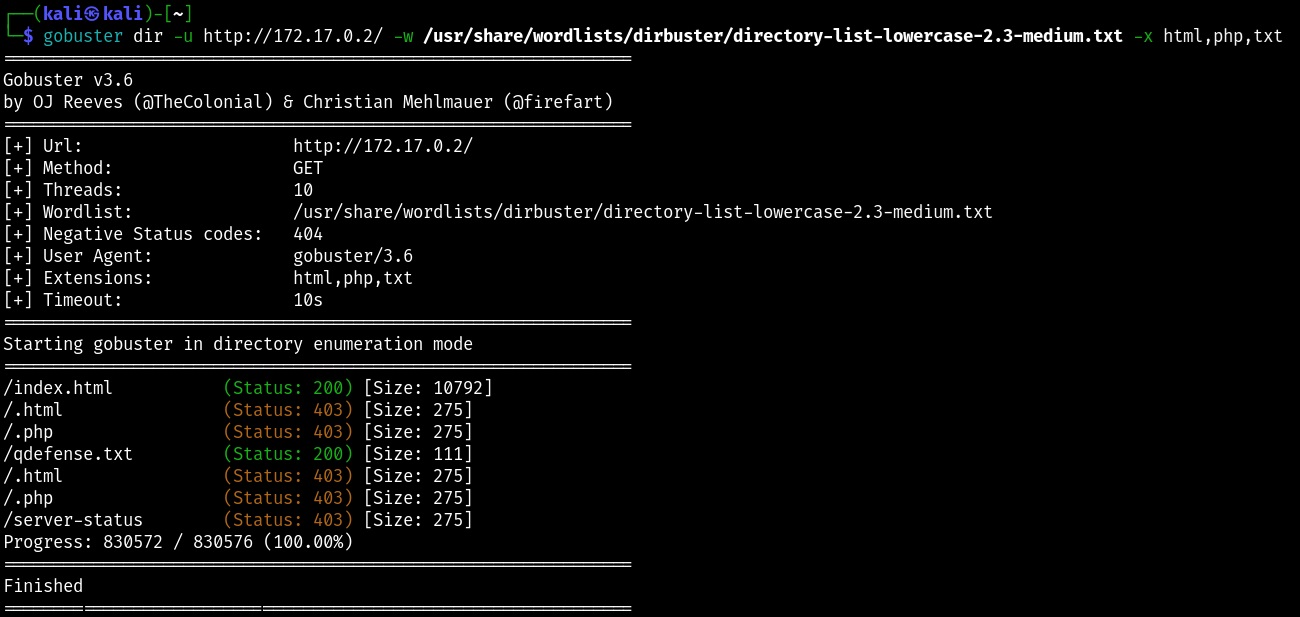 ┌──(kali㉿kali)-[~]
└─$ gobuster dir -u http://172.17.0.2/ -w /usr/share/wordlists/dirbuster/directory-list-lowercase-2.3-medium.txt -x html,php,txt
===============================================================
Gobuster v3.6
by OJ Reeves (@TheColonial) & Christian Mehlmauer (@firefart)
===============================================================
[+] Url:                     http://172.17.0.2/
[+] Method:                  GET
[+] Threads:                 10
[+] Wordlist:                /usr/share/wordlists/dirbuster/directory-list-lowercase-2.3-medium.txt
[+] Negative Status codes:   404
[+] User Agent:              gobuster/3.6
[+] Extensions:              html,php,txt
[+] Timeout:                 10s
===============================================================
Starting gobuster in directory enumeration mode
===============================================================
/index.html           (Status: 200) [Size: 10792]
/.html                (Status: 403) [Size: 275]
/.php                 (Status: 403) [Size: 275]
/qdefense.txt         (Status: 200) [Size: 111]
/.html                (Status: 403) [Size: 275]
/.php                 (Status: 403) [Size: 275]
/server-status        (Status: 403) [Size: 275]
Progress: 830572 / 830576 (100.00%)
===============================================================
Finished
===============================================================